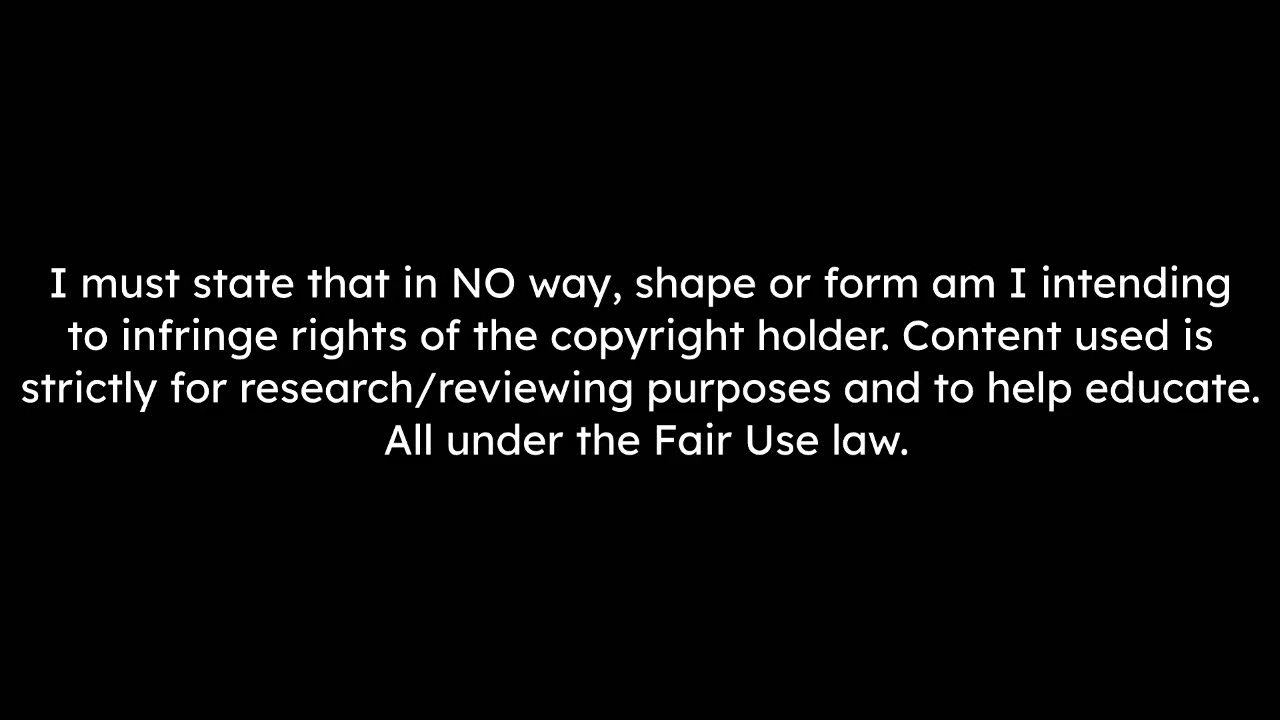 I must state that in NO way, shape or form am I intending
to infringe rights of the copyright holder. Content used is
strictly for research/reviewing purposes and to help educate.
All under the Fair Use law.